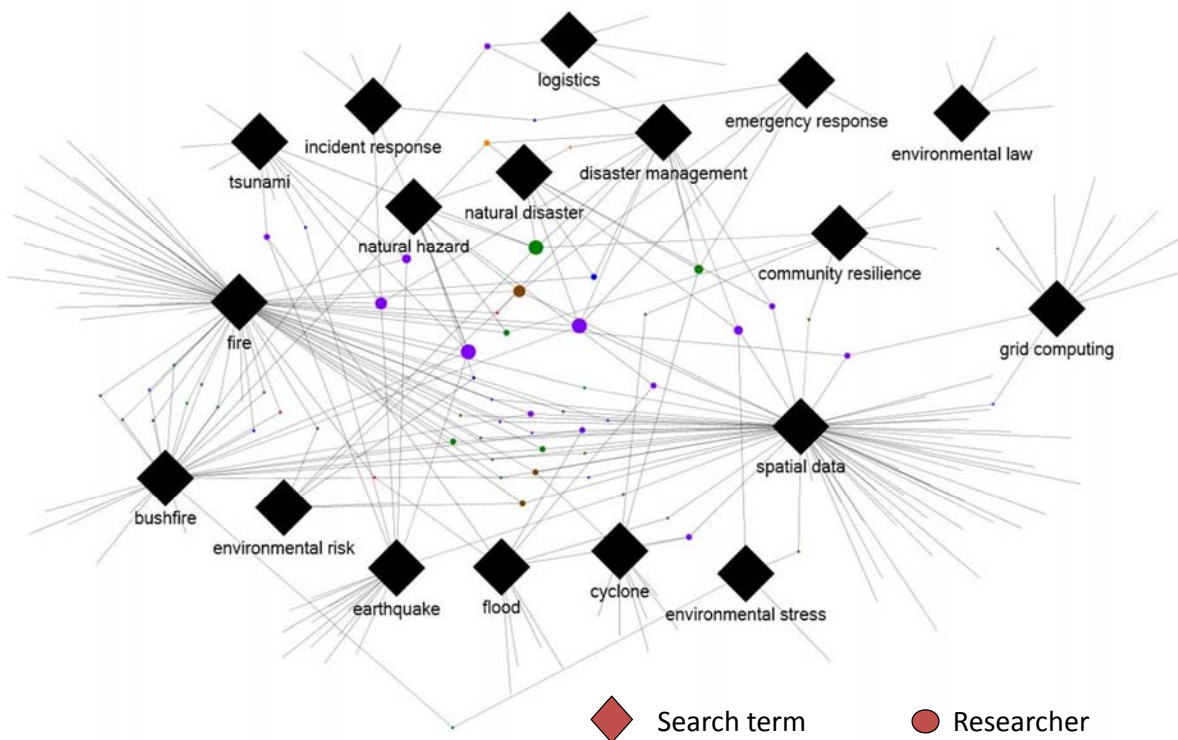 logistics
emergency response
incident response
environmental law
disaster management
tsunami
natural disaster
natural hazard
community resilience
fire
grid computing
spatial data
bushfire
environmental risk
earthquake
flood
cyclone
environmental stress
Search term
Researcher